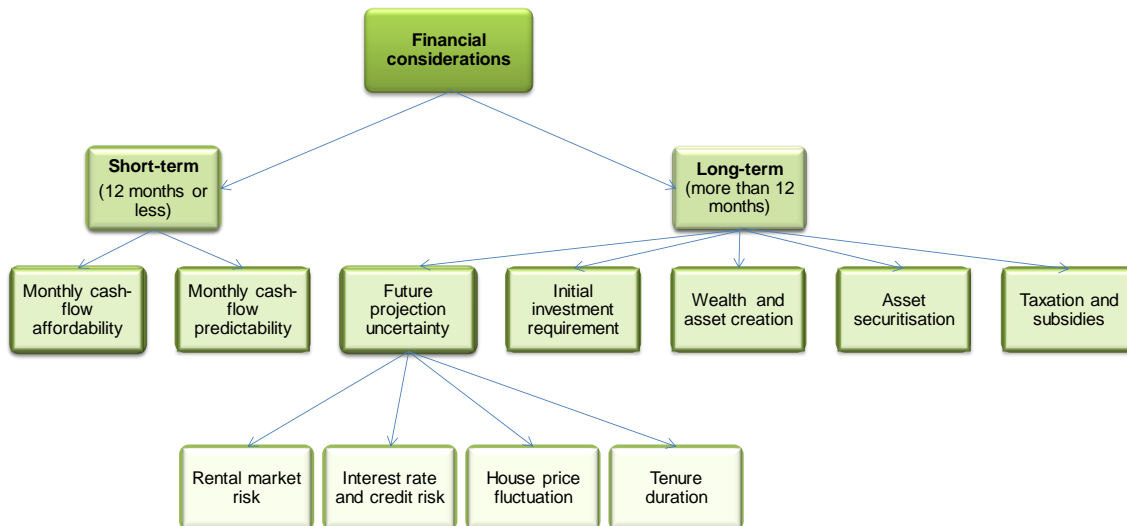 Financial
considerations
Short-term
(12 months or
less)
Long-term
(more than 12
months)
Monthly cash-
flow
affordability
Monthly cash-
flow
predictability
Future
projection
uncertainty
Initial
investment
requirement
Wealth and
asset creation
Asset
securitisation
Taxation and
subsidies
Rental market
risk
Interest rate
and credit risk
House price
fluctuation
Tenure
duration